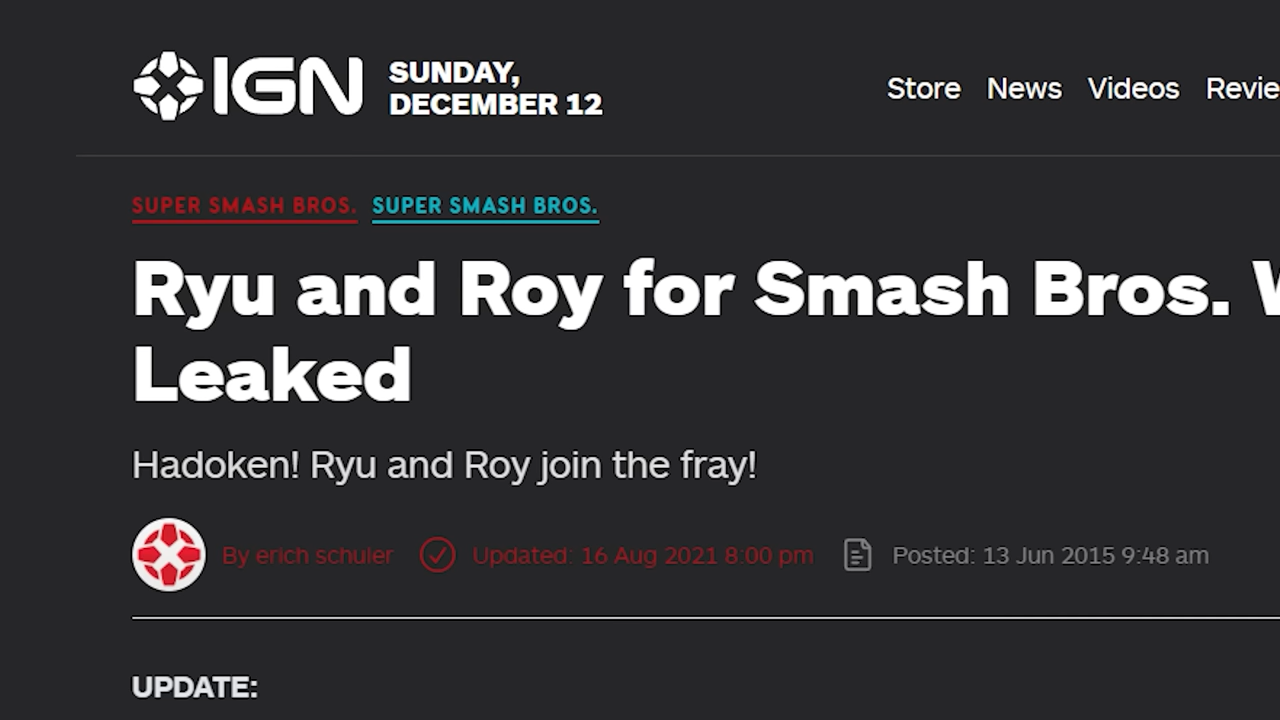 IGN
SUNDAY,
DECEMBER 12
Store News Videos Revie
SUPER SMASH BROS. SUPER SMASH BROS.
Ryu and Roy for Smash Bros.
Leaked
Hadoken! Ryu and Roy join the fray!
By erich schuler Updated: 16 Aug 2021 8:00 pm Posted: 13 Jun 2015 9:48 am
UPDATE: